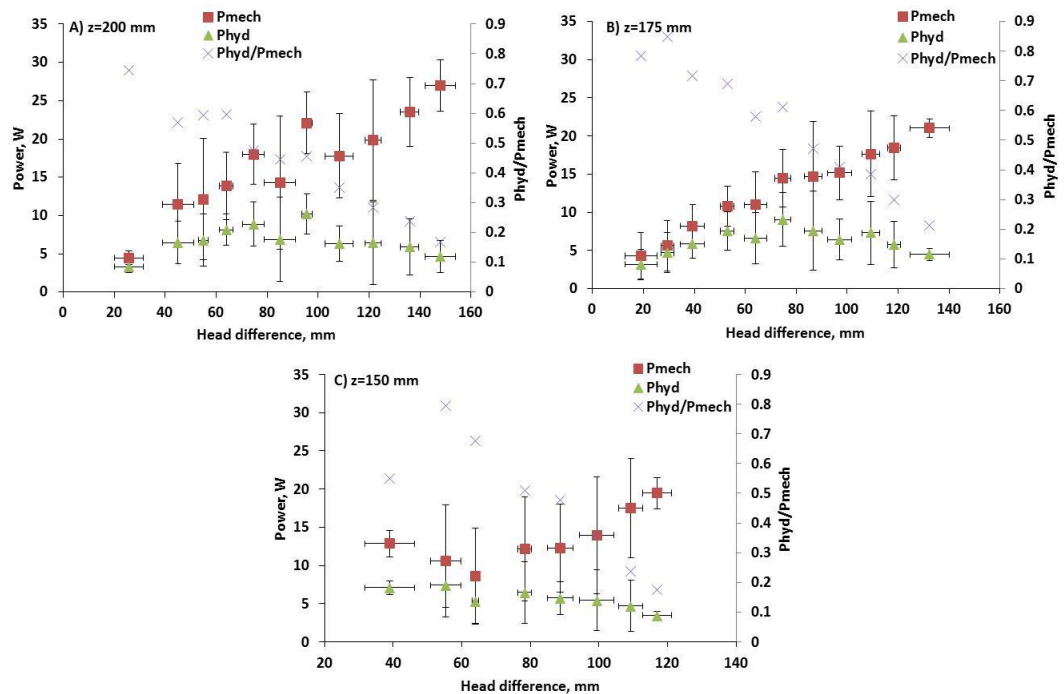 A) z=200 mm
Pmech
Phyd
Phyd/Pmech
35
30
25
20
15
10
5
0
Power, W
0.9
0.8
0.7
0.6
0.5
0.4
0.3
0.2
0.1
0
Phyd/Pmech
0 20 40 60 80 100 120 140 160
Head difference, mm
B) z=175 mm
Pmech
Phyd
Phyd/Pmech
35
30
25
20
15
10
5
0
Power, W
0.9
0.8
0.7
0.6
0.5
0.4
0.3
0.2
0.1
0
Phyd/Pmech
0 20 40 60 80 100 120 140 160
Head difference, mm
C) z=150 mm
Pmech
Phyd
Phyd/Pmech
35
30
25
20
15
10
5
0
Power, W
0.9
0.8
0.7
0.6
0.5
0.4
0.3
0.2
0.1
0
Phyd/Pmech
20 40 60 80 100 120 140
Head difference, mm